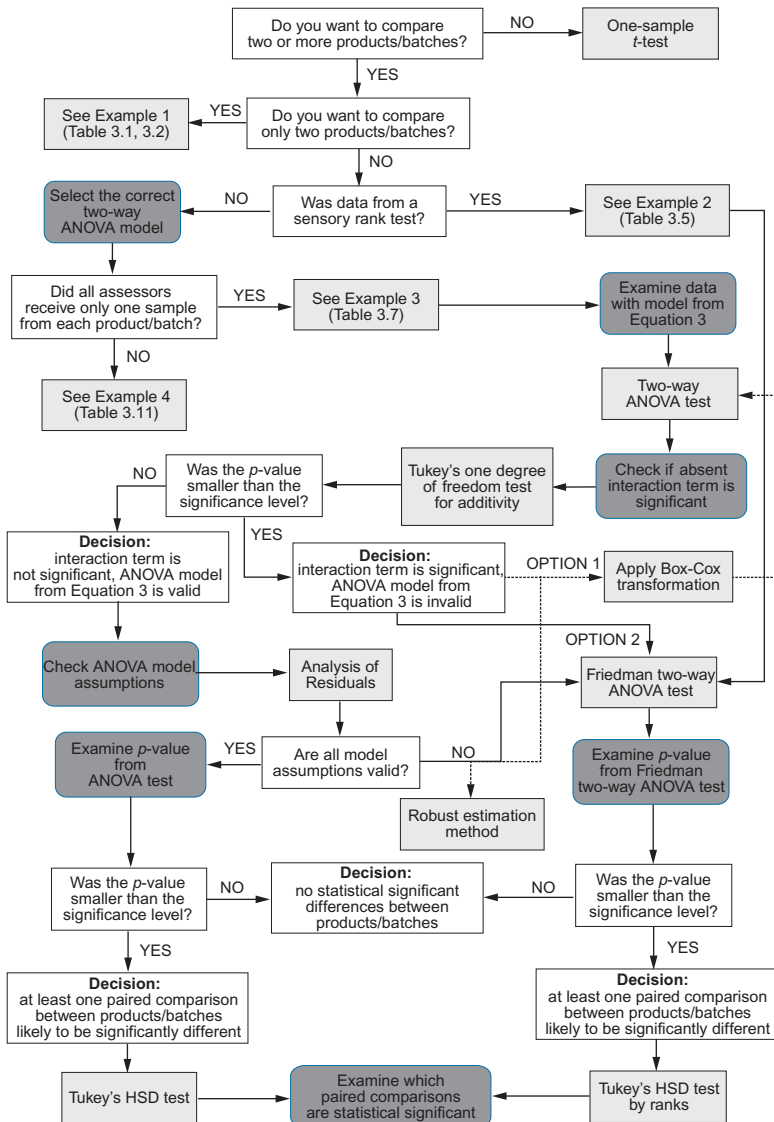 Do you want to compare
two or more products/batches?
NO
One-sample
t-test
YES
See Example 1
(Table 3.1, 3.2)
YES
Do you want to compare
only two products/batches?
NO
Select the correct
two-way
ANOVA model
NO
Was data from a
sensory rank test?
YES
See Example 2
(Table 3.5)
Did all assessors
receive only one sample
from each product/batch?
YES
See Example 3
(Table 3.7)
Examine data
with model from
Equation 3
NO
See Example 4
(Table 3.11)
Two-way
ANOVA test
NO
Was the p-value
smaller than the
significance level?
Tukey's one degree
of freedom test
for additivity
Check if absent
interaction term is
significant
YES
Decision:
interaction term is
not significant, ANOVA model
from Equation 3 is valid
Decision:
interaction term is significant,
ANOVA model from
Equation 3 is invalid
OPTION 1
Apply Box-Cox
transformation
OPTION 2
Check ANOVA model
assumptions
Analysis of
Residuals
Friedman two-way
ANOVA test
Examine p-value
from
ANOVA test
YES
Are all model
assumptions valid?
NO
Examine p-value
from Friedman
two-way ANOVA test
Robust estimation
method
Was the p-value
smaller than the
significance level?
NO
Decision:
no statistical significant
differences between
products/batches
NO
Was the p-value
smaller than the
significance level?
YES
YES
Decision:
at least one paired comparison
between products/batches
likely to be significantly different
Decision:
at least one paired comparison
between products/batches
likely to be significantly different
Tukey's HSD test
Examine which
paired comparisons
are statistical significant
Tukey's HSD test
by ranks